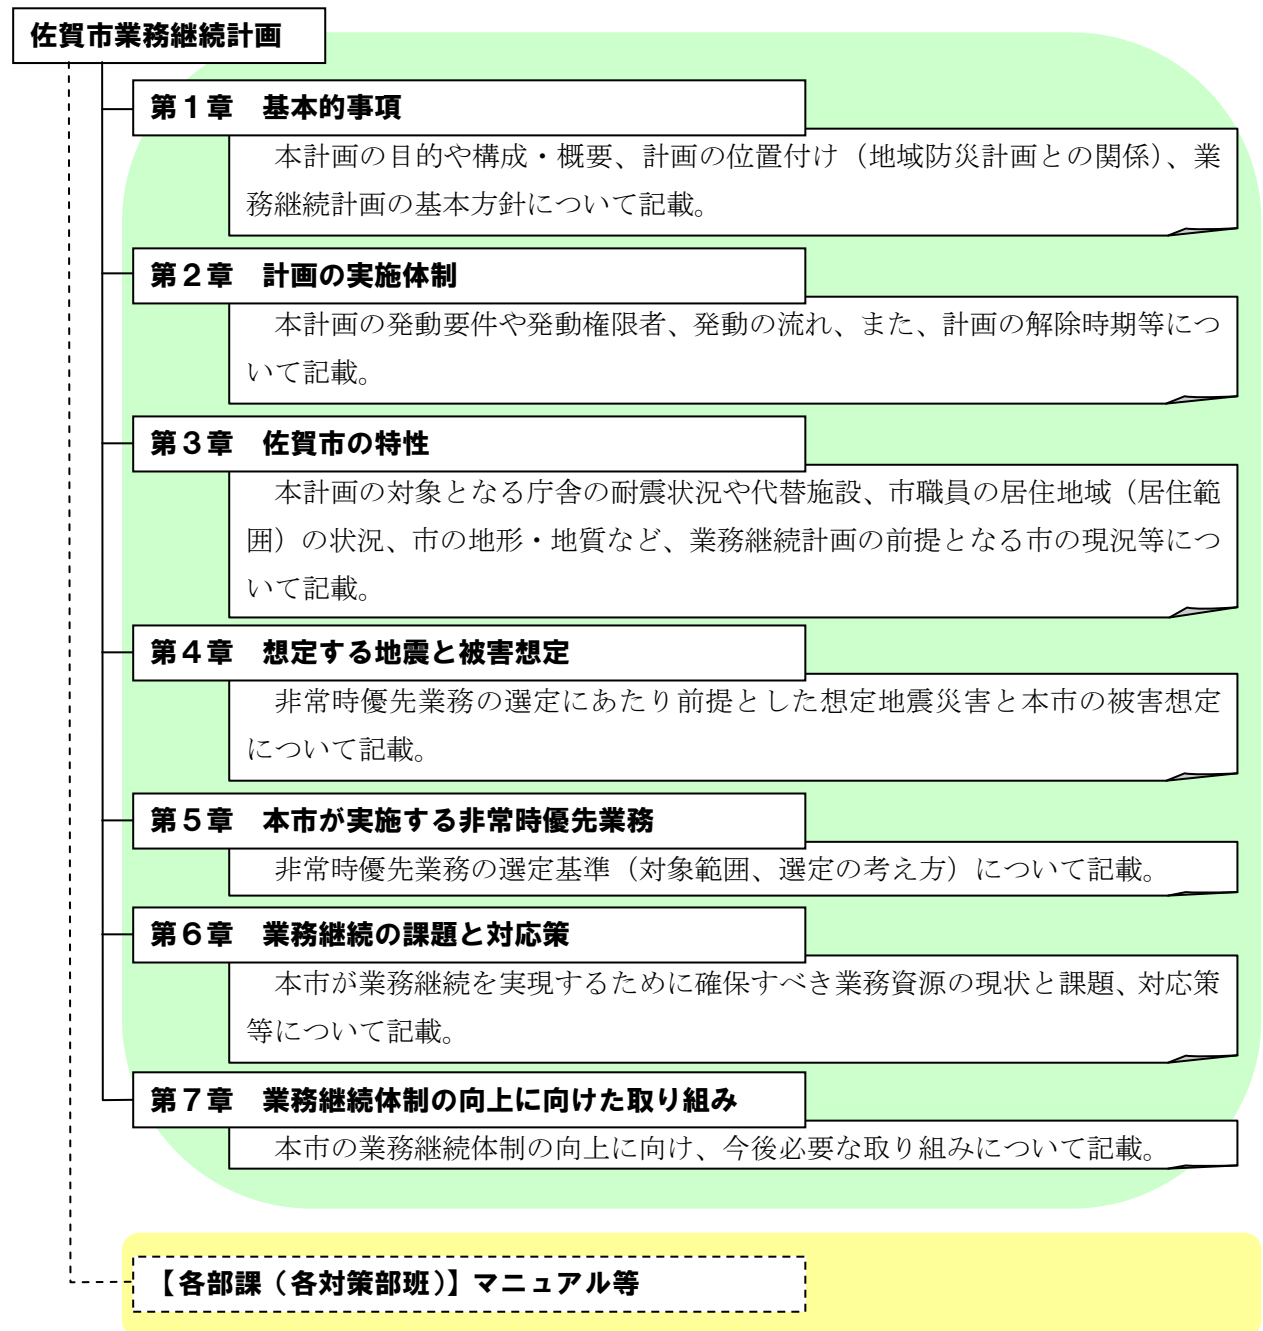 佐賀市業務継続計画
第１章　基本的事項
本計画の目的や構成・概要、計画の位置付け（地域防災計画との関係）、業
務継続計画の基本方針について記載。
第２章　計画の実施体制
本計画の発動要件や発動権限者、発動の流れ、また、計画の解除時期等につ
いて記載。
第３章　佐賀市の特性
本計画の対象となる庁舎の耐震状況や代替施設、市職員の居住地域（居住範
囲）の状況、市の地形・地質など、業務継続計画の前提となる市の現況等につ
いて記載。
第４章　想定する地震と被害想定
非常時優先業務の選定にあたり前提とした想定地震災害と本市の被害想定
について記載。
第５章　本市が実施する非常時優先業務
非常時優先業務の選定基準（対象範囲、選定の考え方）について記載。
第６章　業務継続の課題と対応策
本市が業務継続を実現するために確保すべき業務資源の現状と課題、対応策
等について記載。
第７章　業務継続体制の向上に向けた取り組み
本市の業務継続体制の向上に向け、今後必要な取り組みについて記載。
【各部課（各対策部班）】マニュアル等